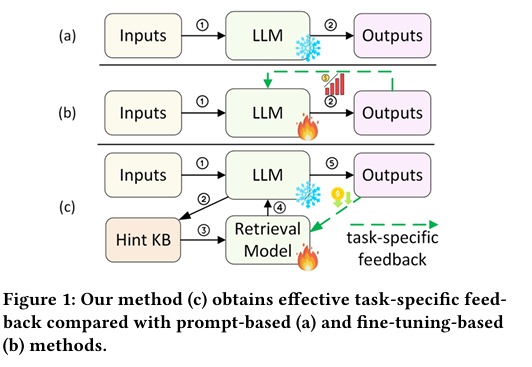 (a)
Inputs
①
LLM
②
Outputs
(b)
Inputs
①
LLM
$
②
Outputs
(c)
Inputs
①
LLM
⑤
Outputs
②
④
$
Hint KB
③
Retrieval
Model
task-specific
feedback
Figure 1: Our method (c) obtains effective task-specific feed-
back compared with prompt-based (a) and fine-tuning-based
(b) methods.